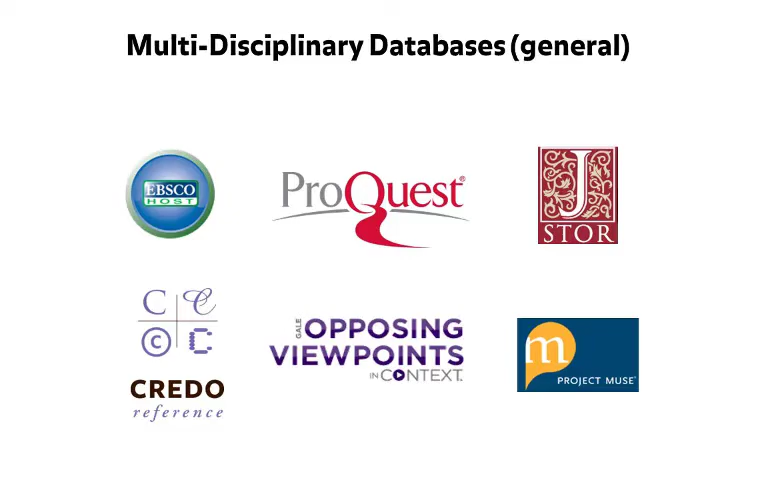 Multi-Disciplinary Databases (general)
EBSCO
HOST
ProQuest®
J
STOR
C C
© C
CREDO
reference
GALE
OPPOSING
VIEWPOINTS
IN CONTEXT.
m
PROJECT MUSE®